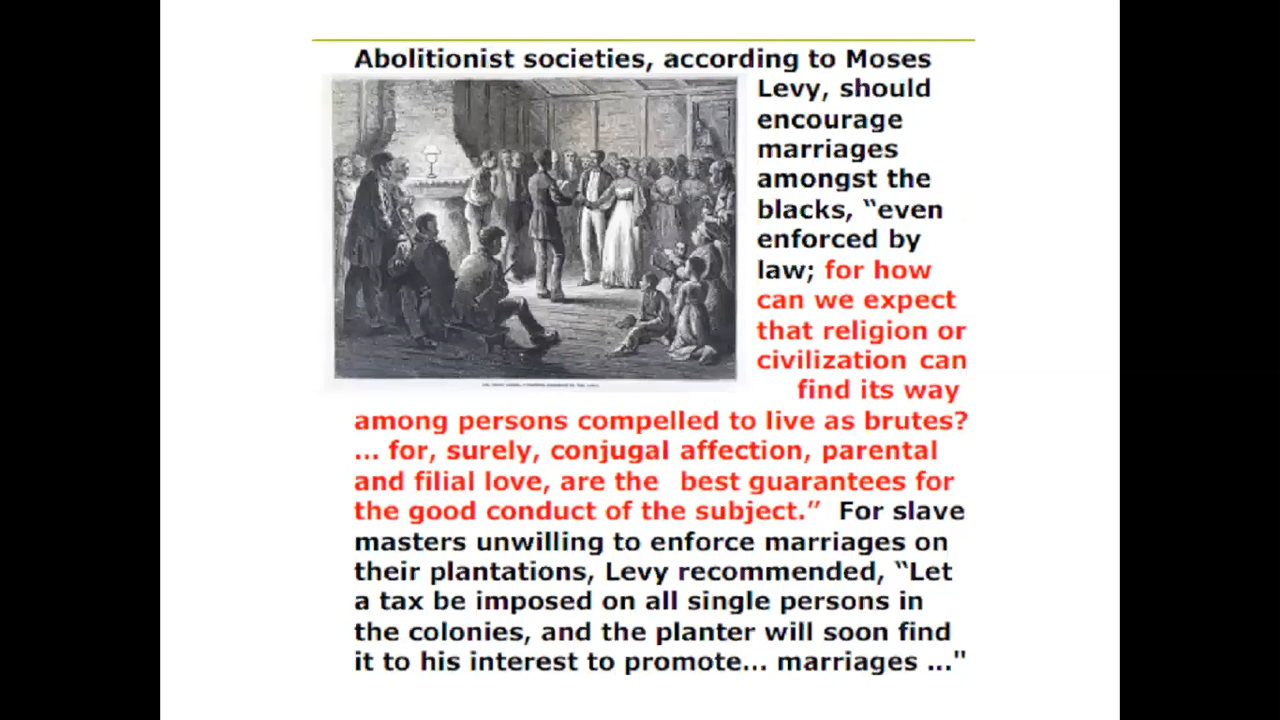 Abolitionist societies, according to Moses
Levy, should
encourage
marriages
amongst the
blacks, “even
enforced by
law; for how
can we expect
that religion or
civilization can
find its way
among persons compelled to live as brutes?
... for, surely, conjugal affection, parental
and filial love, are the best guarantees for
the good conduct of the subject.” For slave
masters unwilling to enforce marriages on
their plantations, Levy recommended, “Let
a tax be imposed on all single persons in
the colonies, and the planter will soon find
it to his interest to promote... marriages ..."